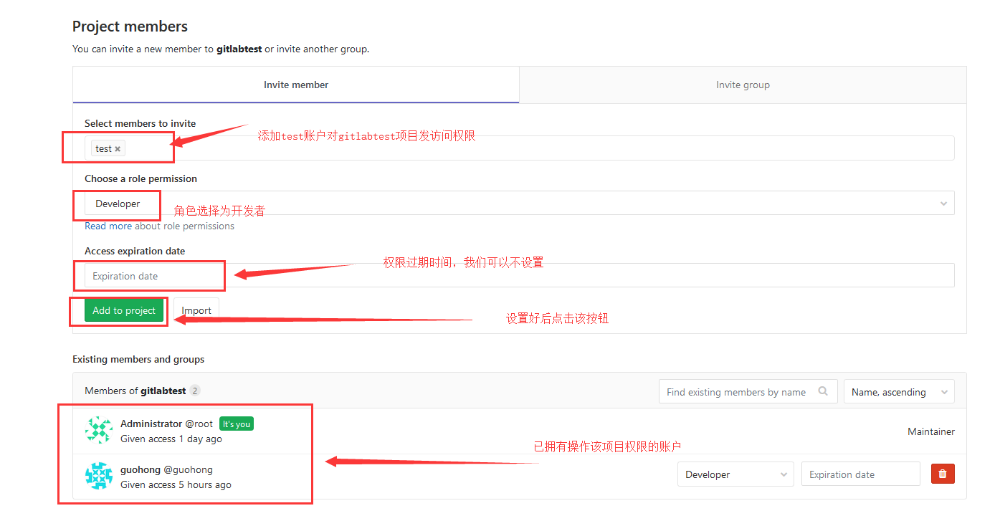 Project members
You can invite a new member to gitlabtest or invite another group.
Invite member
Invite group
Select members to invite
添加test账户对gitlabtest项目发访问权限
test ×
Choose a role permission
Developer
角色选择为开发者
Read more about role permissions
Access expiration date
权限过期时间，我们可以不设置
Expiration date
Add to project
Import
设置好后点击该按钮
Existing members and groups
Members of gitlabtest 2
Find existing members by name
Name, ascending
Administrator @root It's you
Given access 1 day ago
Maintainer
已拥有操作该项目权限的账户
guohong @guohong
Given access 5 hours ago
Developer
Expiration date